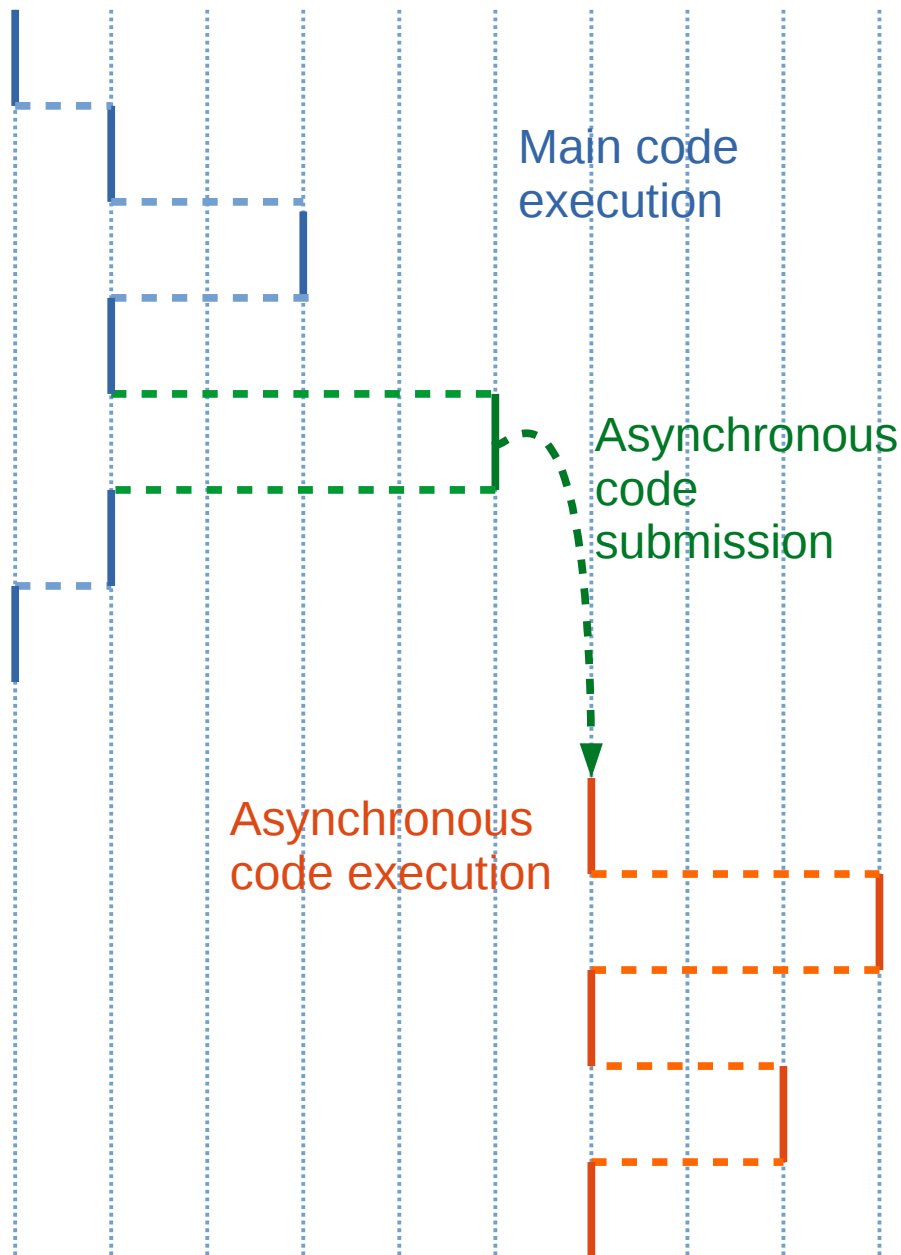 Main code
execution
Asynchronous
code
submission
Asynchronous
code execution